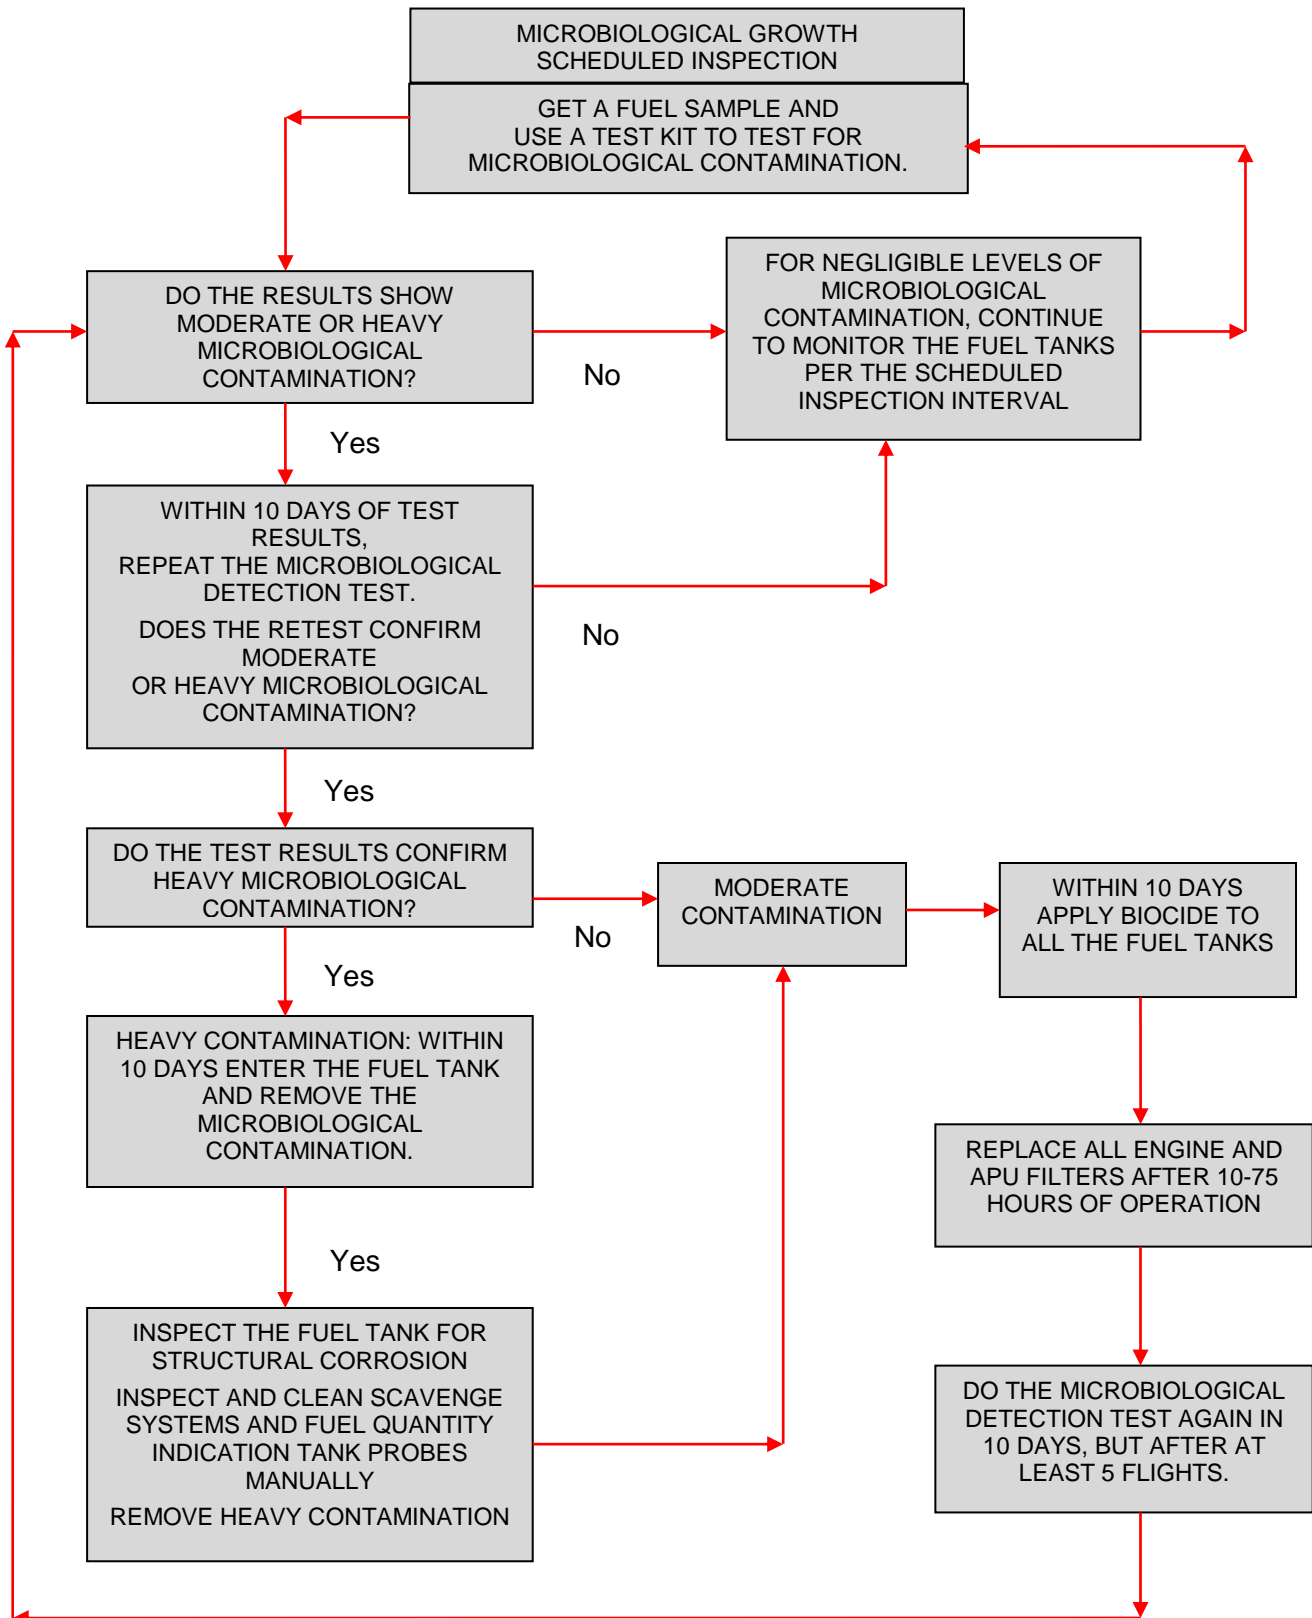 MICROBIOLOGICAL GROWTH
SCHEDULED INSPECTION
GET A FUEL SAMPLE AND
USE A TEST KIT TO TEST FOR
MICROBIOLOGICAL CONTAMINATION.
DO THE RESULTS SHOW
MODERATE OR HEAVY
MICROBIOLOGICAL
CONTAMINATION?
No
FOR NEGLIGIBLE LEVELS OF
MICROBIOLOGICAL
CONTAMINATION, CONTINUE
TO MONITOR THE FUEL TANKS
PER THE SCHEDULED
INSPECTION INTERVAL
Yes
WITHIN 10 DAYS OF TEST
RESULTS,
REPEAT THE MICROBIOLOGICAL
DETECTION TEST.
DOES THE RETEST CONFIRM
MODERATE
OR HEAVY MICROBIOLOGICAL
CONTAMINATION?
No
Yes
DO THE TEST RESULTS CONFIRM
HEAVY MICROBIOLOGICAL
CONTAMINATION?
No
MODERATE
CONTAMINATION
WITHIN 10 DAYS
APPLY BIOCIDE TO
ALL THE FUEL TANKS
Yes
HEAVY CONTAMINATION: WITHIN
10 DAYS ENTER THE FUEL TANK
AND REMOVE THE
MICROBIOLOGICAL
CONTAMINATION.
REPLACE ALL ENGINE AND
APU FILTERS AFTER 10-75
HOURS OF OPERATION
Yes
INSPECT THE FUEL TANK FOR
STRUCTURAL CORROSION
INSPECT AND CLEAN SCAVENGE
SYSTEMS AND FUEL QUANTITY
INDICATION TANK PROBES
MANUALLY
REMOVE HEAVY CONTAMINATION
DO THE MICROBIOLOGICAL
DETECTION TEST AGAIN IN
10 DAYS, BUT AFTER AT
LEAST 5 FLIGHTS.